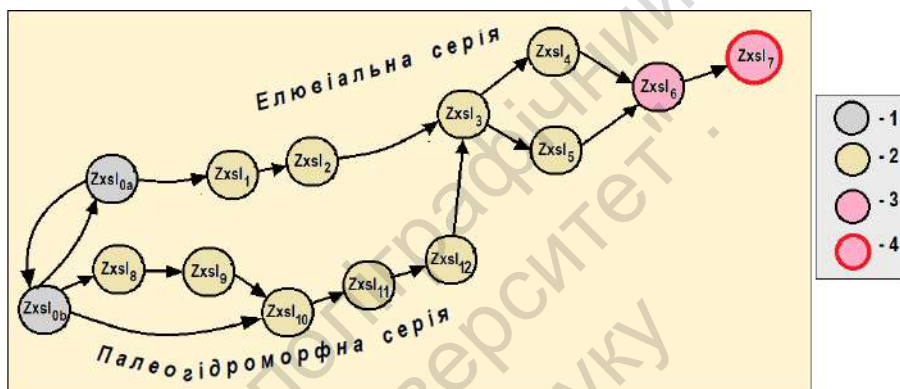 Елювіальна серія
Zxsl4
Zxsl7
Zxsl6
Zxsl3
Zxsl5
Zxsl2
Zxsl1
Zxsl0a
Zxsl8
Zxsl9
Zxsl12
Zxsl11
Zxsl10
Zxsl0b
Палеогідроморфна серія
- 1
- 2
- 3
- 4